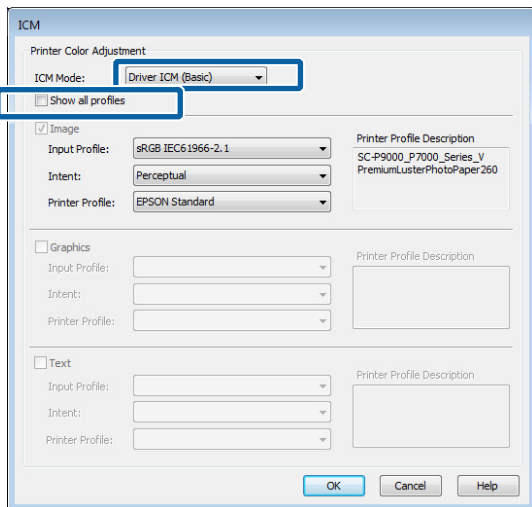 ICM
Printer Color Adjustment
ICM Mode: Driver ICM (Basic)
Show all profiles
Image
Input Profile: sRGB IEC61966-2.1
Intent: Perceptual
Printer Profile: EPSON Standard
Printer Profile Description
SC-P9000_P7000_Series_V
PremiumLusterPhotoPaper260
Graphics
Input Profile:
Intent:
Printer Profile:
Printer Profile Description
Text
Input Profile:
Intent:
Printer Profile:
Printer Profile Description
OK Cancel Help